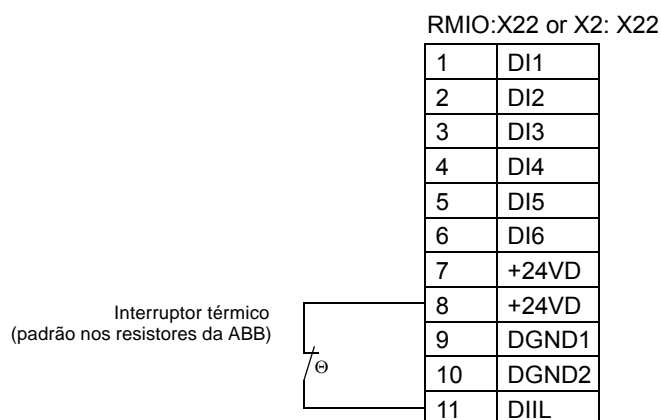 RMIO:X22 or X2: X22
1 DI1
2 DI2
3 DI3
4 DI4
5 DI5
6 DI6
7 +24VD
8 +24VD
9 DGND1
10 DGND2
11 DIIL
Interruptor térmico
(padrão nos resistores da ABB)
Θ